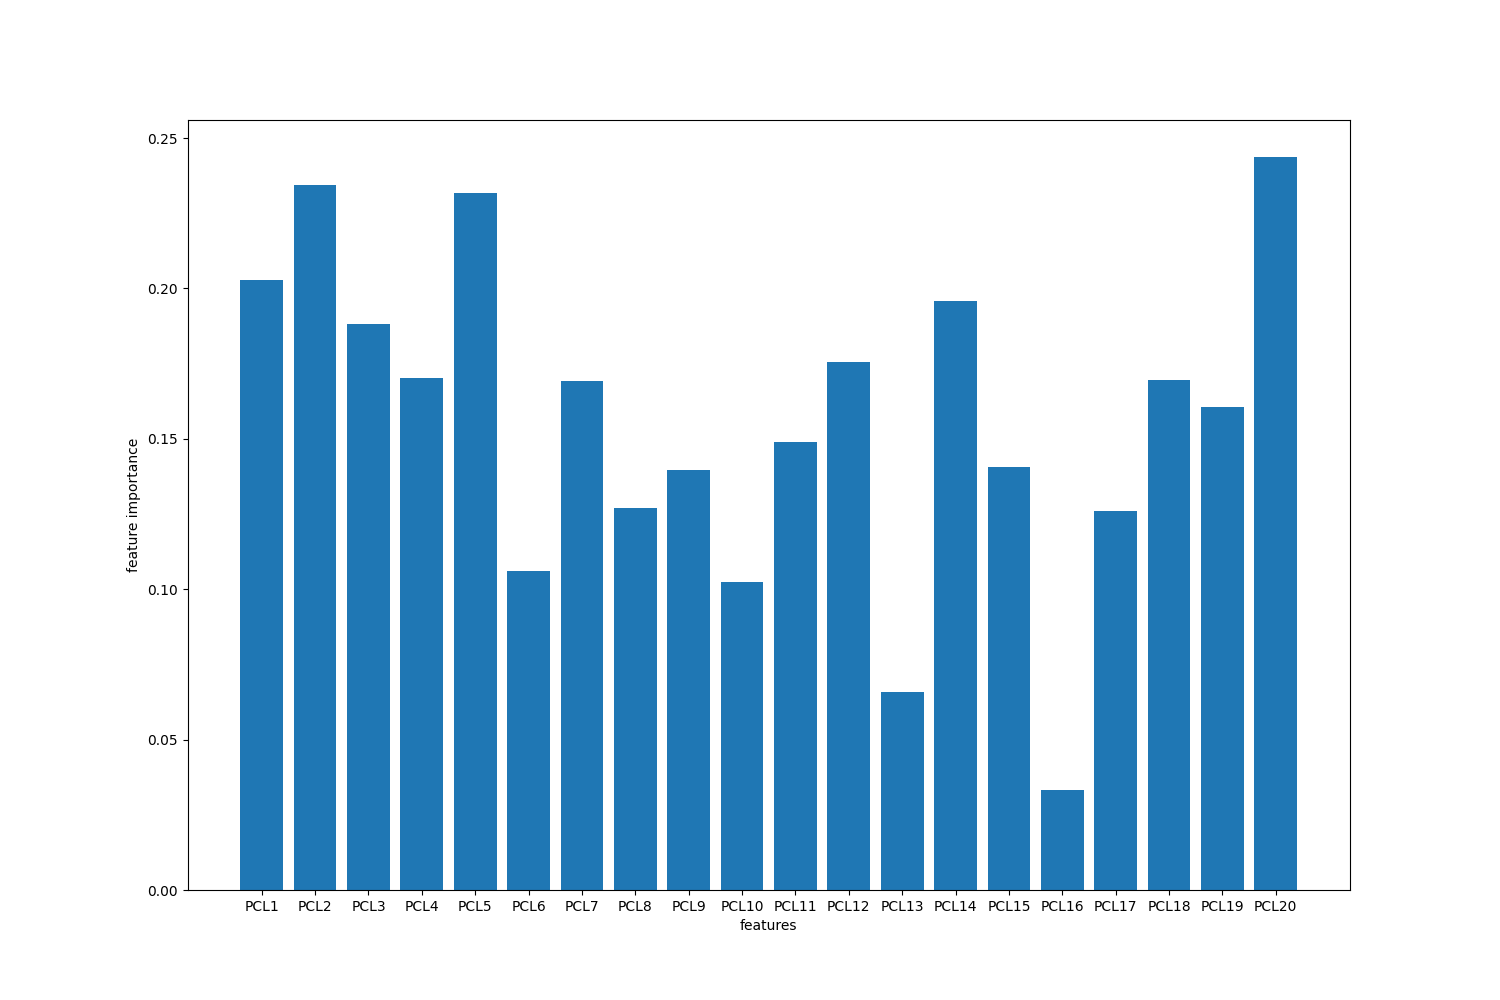 0.25
0.20
0.15
0.10
0.05
0.00
feature importance
PCL1 PCL2 PCL3 PCL4 PCL5 PCL6 PCL7 PCL8 PCL9 PCL10 PCL11 PCL12 PCL13 PCL14 PCL15 PCL16 PCL17 PCL18 PCL19 PCL20
features